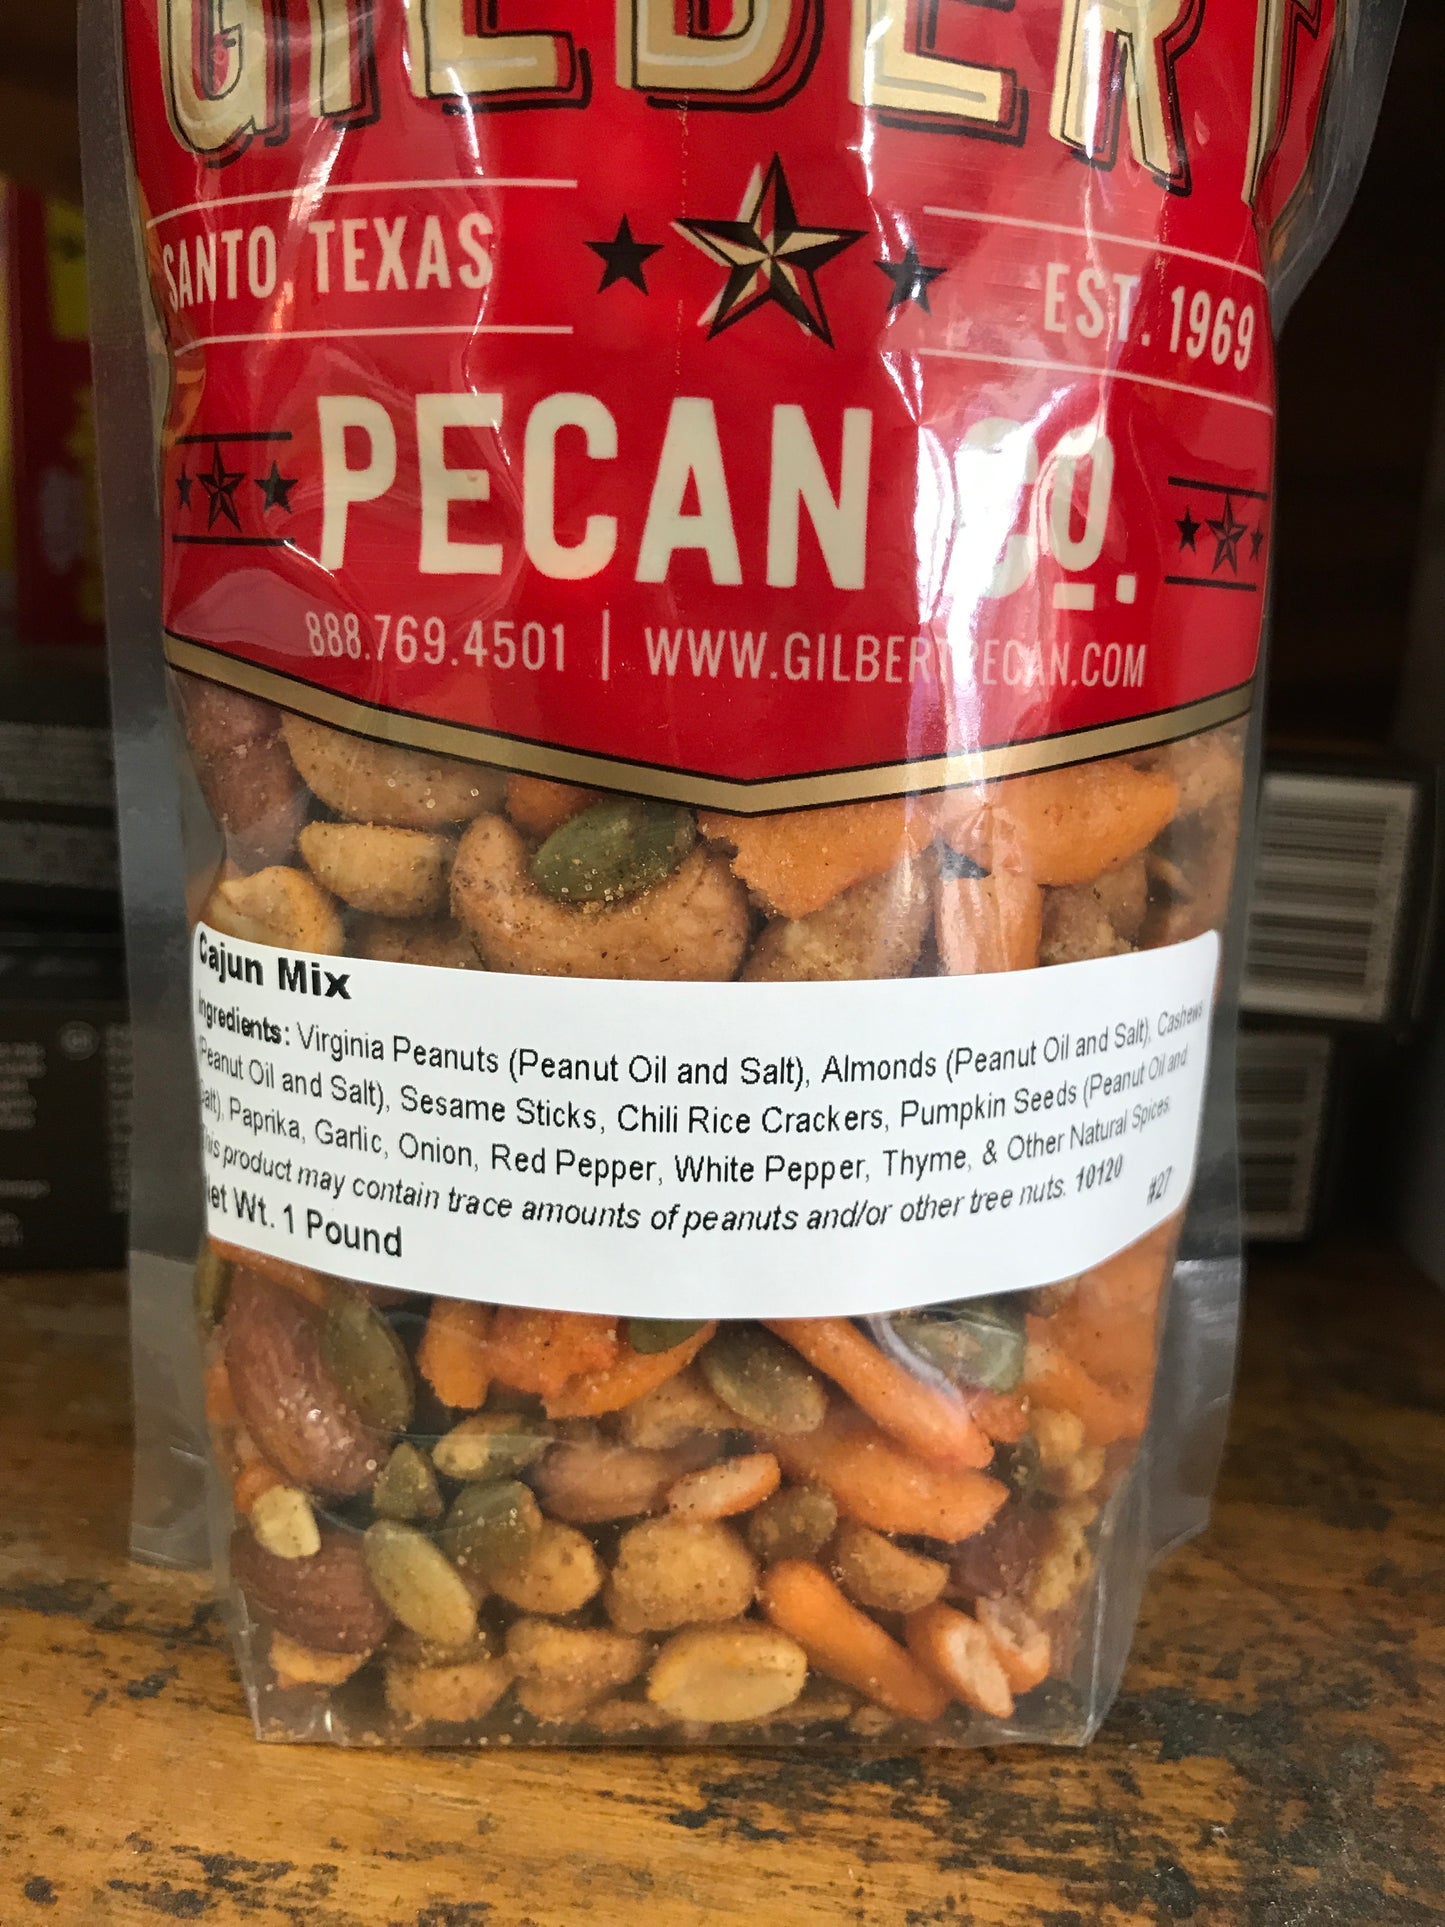 GILBERT
SANTO, TEXAS
EST. 1969
PECAN Co.
888.769.4501 | WWW.GILBERTPECAN.COM
Cajun Mix
Ingredients: Virginia Peanuts (Peanut Oil and Salt), Almonds (Peanut Oil and Salt), Cashews
(Peanut Oil and Salt), Sesame Sticks, Chili Rice Crackers, Pumpkin Seeds (Peanut Oil and
Salt), Paprika, Garlic, Onion, Red Pepper, White Pepper, Thyme, & Other Natural Spices.
This product may contain trace amounts of peanuts and/or other tree nuts. 10120
Net Wt. 1 Pound #27